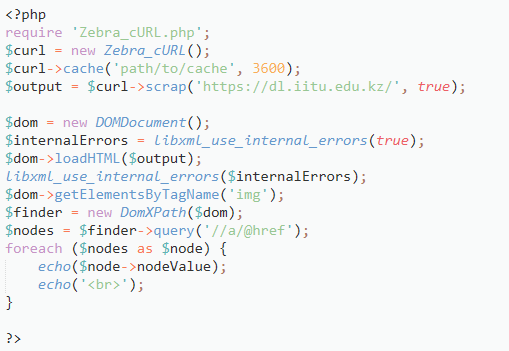 <?php
require 'Zebra_cURL.php';
$curl = new Zebra_cURL();
$curl->cache('path/to/cache', 3600);
$output = $curl->scrap('https://dl.iitu.edu.kz/', true);

$dom = new DOMDocument();
$internalErrors = libxml_use_internal_errors(true);
$dom->loadHTML($output);
libxml_use_internal_errors($internalErrors);
$dom->getElementsByTagName('img');
$finder = new DomXPath($dom);
$nodes = $finder->query('//a/@href');
foreach ($nodes as $node) {
    echo($node->nodeValue);
    echo('<br>');
}

?>